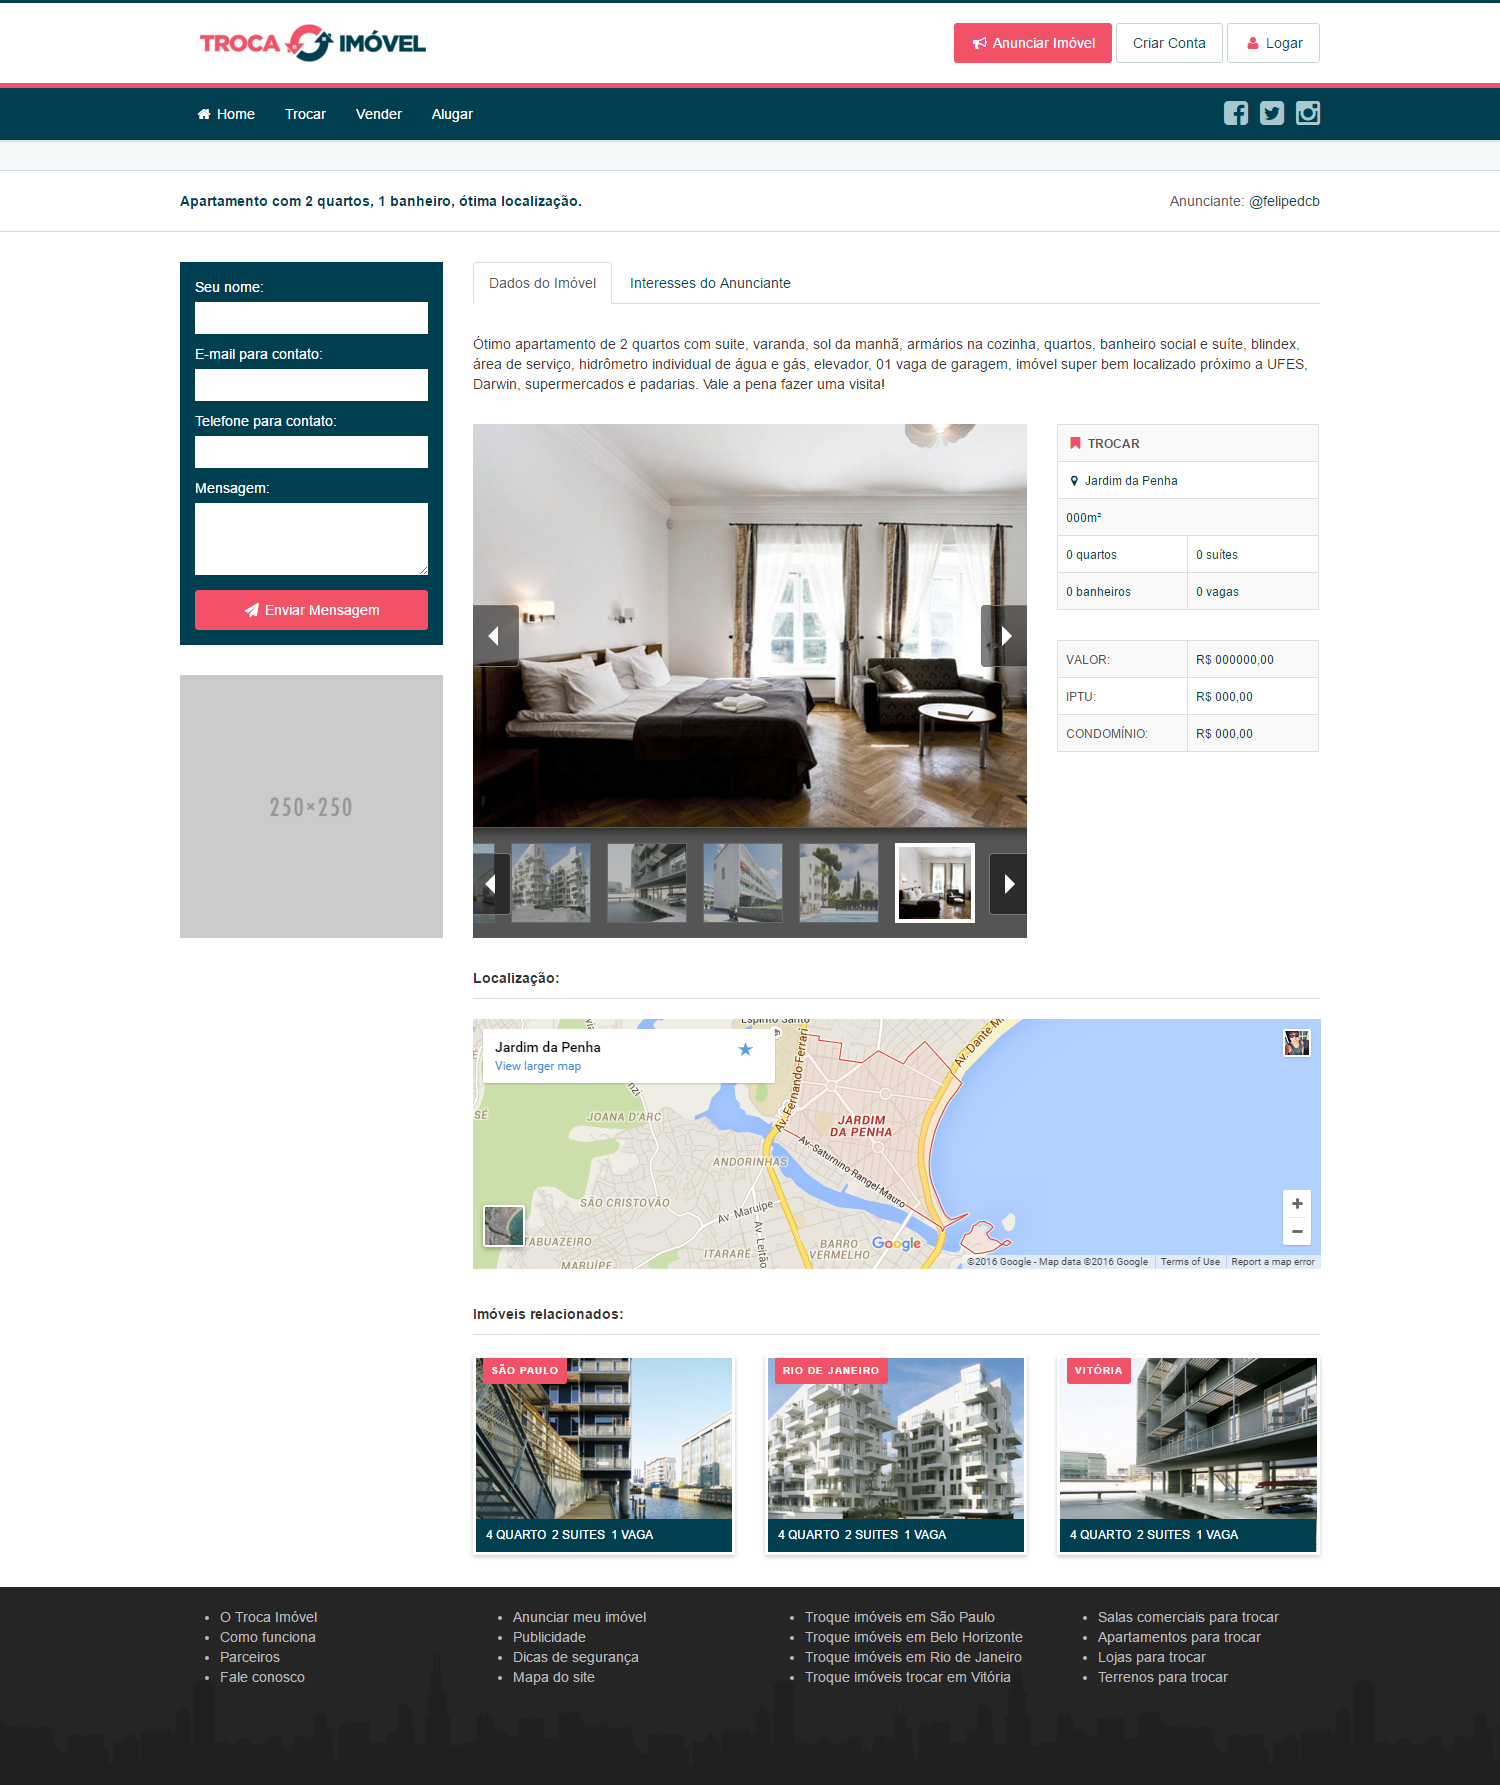 TROCA IMÓVEL
Anunciar Imóvel
Criar Conta
Logar
Home
Trocar
Vender
Alugar
Apartamento com 2 quartos, 1 banheiro, ótima localização.
Anunciante: @felipedcb
Seu nome:
E-mail para contato:
Telefone para contato:
Mensagem:
Enviar Mensagem
250×250
Dados do Imóvel
Interesses do Anunciante
Ótimo apartamento de 2 quartos com suite, varanda, sol da manhã, armários na cozinha, quartos, banheiro social e suíte, blindex,
área de serviço, hidrômetro individual de água e gás, elevador, 01 vaga de garagem, imóvel super bem localizado próximo a UFES,
Darwin, supermercados e padarias. Vale a pena fazer uma visita!
TROCAR
Jardim da Penha
000m²
0 quartos
0 suítes
0 banheiros
0 vagas
VALOR:
R$ 000000,00
IPTU:
R$ 000,00
CONDOMÍNIO:
R$ 000,00
Localização:
Espírito Santo
Jardim da Penha
View larger map
Av. Fernando Ferrari
JOANA D'ARC
JARDIM
DA PENHA
ANDORINHAS
Av. Saturnino Rangel Mauro
SÃO CRISTOVÃO
Av. Maruípe
Av. Leitão
TABUAZEIRO
ITARARÉ
BARRO
VERMELHO
MARUÍPE
Google
©2016 Google - Map data ©2016 Google
Terms of Use
Report a map error
Imóveis relacionados:
SÃO PAULO
4 QUARTO 2 SUITES 1 VAGA
RIO DE JANEIRO
4 QUARTO 2 SUITES 1 VAGA
VITÓRIA
4 QUARTO 2 SUITES 1 VAGA
O Troca Imóvel
Como funciona
Parceiros
Fale conosco
Anunciar meu imóvel
Publicidade
Dicas de segurança
Mapa do site
Troque imóveis em São Paulo
Troque imóveis em Belo Horizonte
Troque imóveis em Rio de Janeiro
Troque imóveis trocar em Vitória
Salas comerciais para trocar
Apartamentos para trocar
Lojas para trocar
Terrenos para trocar